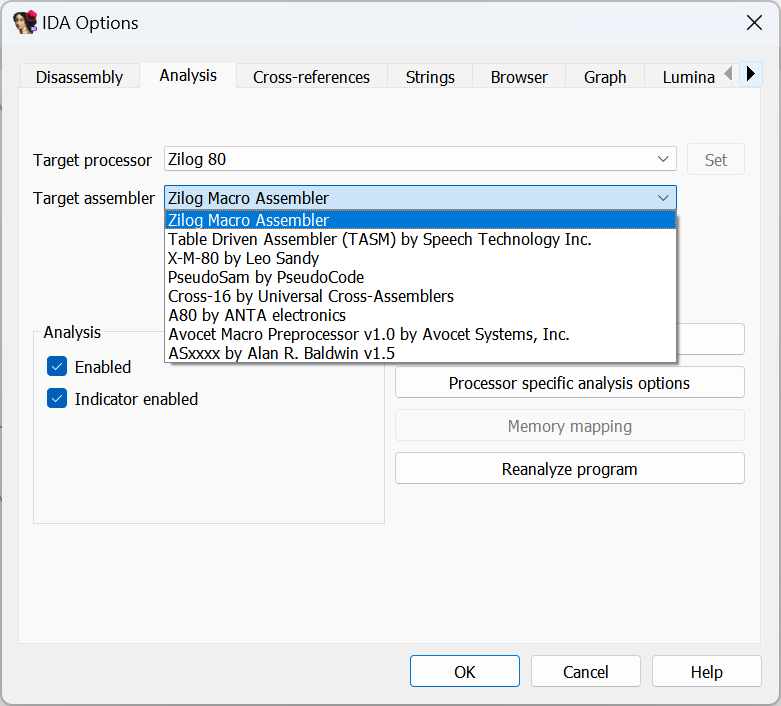 IDA Options
Disassembly Analysis Cross-references Strings Browser Graph Lumina
Target processor Zilog 80 Set
Target assembler Zilog Macro Assembler
Zilog Macro Assembler
Table Driven Assembler (TASM) by Speech Technology Inc.
X-M-80 by Leo Sandy
PseudoSam by PseudoCode
Cross-16 by Universal Cross-Assemblers
A80 by ANTA electronics
Avocet Macro Preprocessor v1.0 by Avocet Systems, Inc.
ASxxxx by Alan R. Baldwin v1.5
Analysis
Enabled
Indicator enabled
Processor specific analysis options
Memory mapping
Reanalyze program
OK Cancel Help